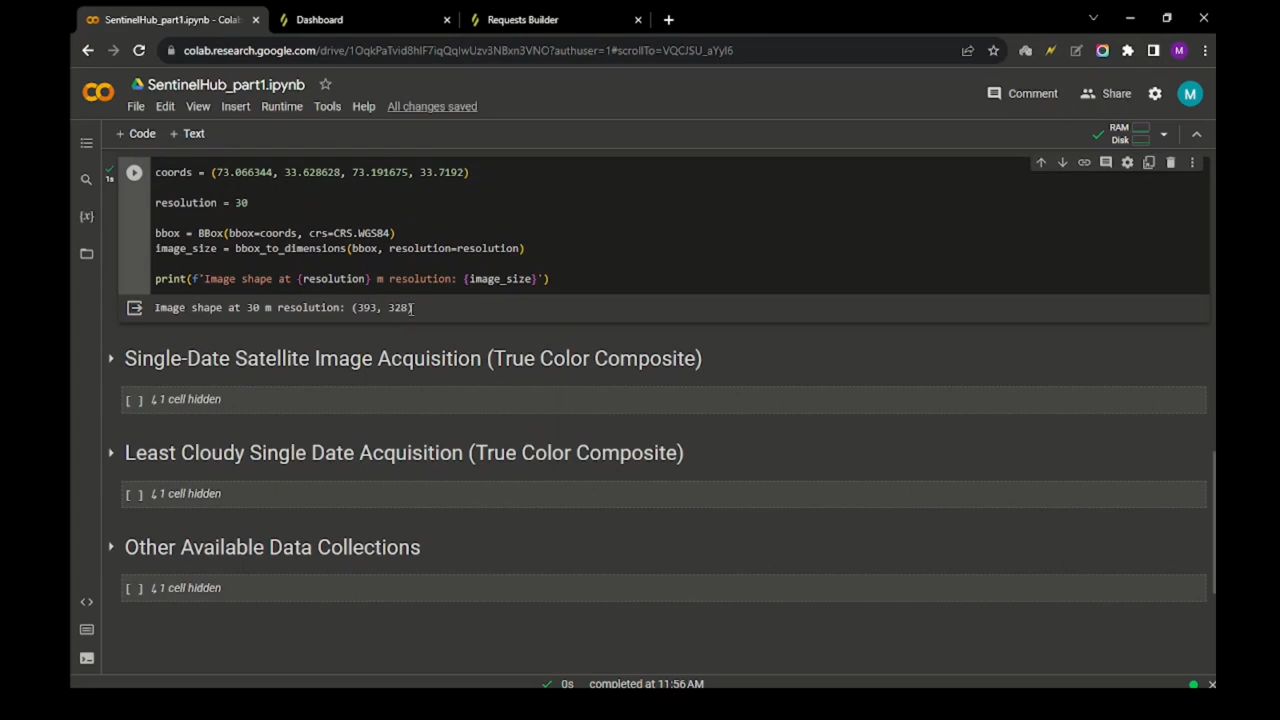 SentinelHub_part1.ipynb - Colab
Dashboard
Requests Builder
colab.research.google.com/drive/1OqkPaTvid8hIF7iqQqIwUzv3NBxn3VNO?authuser=1#scrollTo=VQCJSU_aYyI6
M
SentinelHub_part1.ipynb
File Edit View Insert Runtime Tools Help All changes saved
Comment Share M
+ Code + Text
RAM
Disk
1s
coords = (73.066344, 33.628628, 73.191675, 33.7192)
resolution = 30
bbox = BBox(bbox=coords, crs=CRS.WGS84)
image_size = bbox_to_dimensions(bbox, resolution=resolution)
print(f'Image shape at {resolution} m resolution: {image_size}')
Image shape at 30 m resolution: (393, 328)
Single-Date Satellite Image Acquisition (True Color Composite)
[ ] ↳ 1 cell hidden
Least Cloudy Single Date Acquisition (True Color Composite)
[ ] ↳ 1 cell hidden
Other Available Data Collections
[ ] ↳ 1 cell hidden
0s completed at 11:56 AM